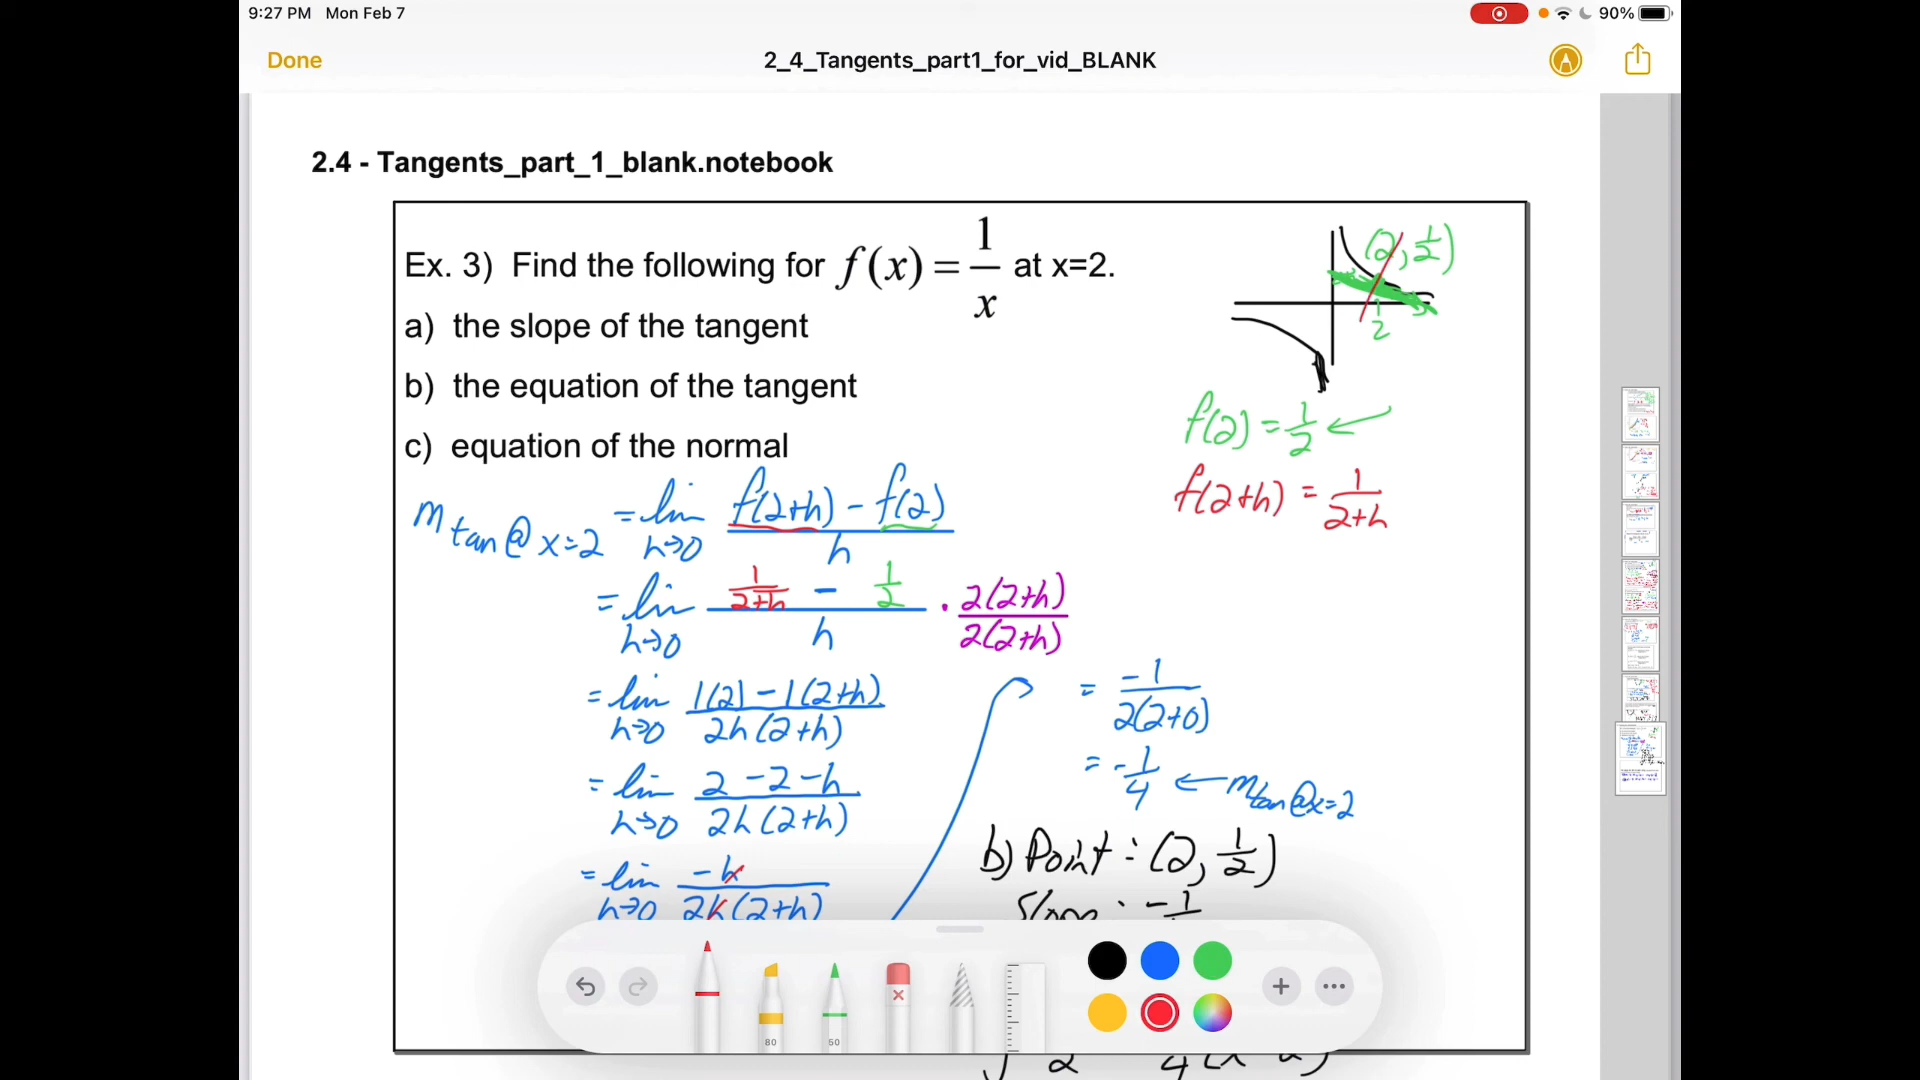 9:27 PM Mon Feb 7
90%
Done
2_4_Tangents_part1_for_vid_BLANK
2.4 - Tangents_part_1_blank.notebook
Ex. 3) Find the following for f(x) = 1/x at x=2.
a) the slope of the tangent
b) the equation of the tangent
c) equation of the normal
(2, 1/2)
2
f(2) = 1/2 ←
f(2+h) = 1/(2+h)
m tan @ x=2 = lim h→0 (f(2+h) - f(2))/h
= lim h→0 (1/(2+h) - 1/2)/h · 2(2+h)/2(2+h)
= lim h→0 (1(2) - 1(2+h))/(2h(2+h))
= lim h→0 (2 - 2 - h)/(2h(2+h))
= lim h→0 -h/(2h(2+h))
= -1/(2(2+0))
= -1/4 ← m tan @ x=2
b) Point: (2, 1/2)
Slope: -1
80
50